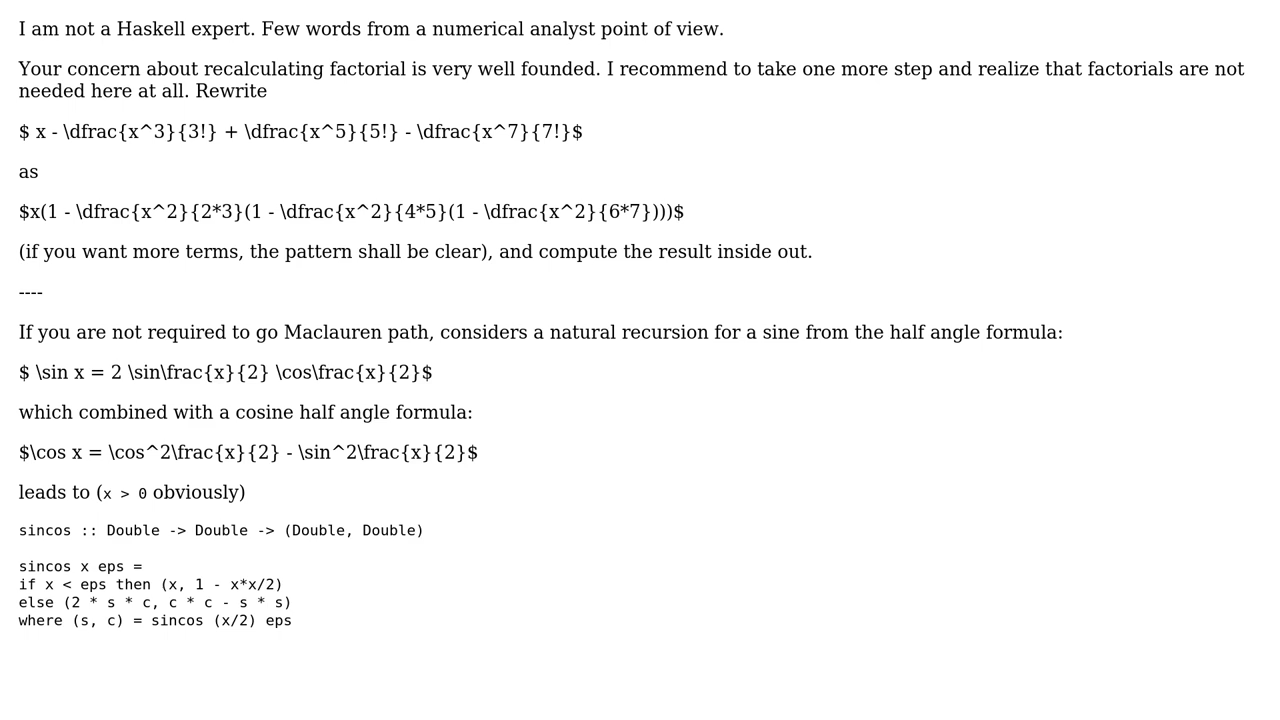 I am not a Haskell expert. Few words from a numerical analyst point of view.
Your concern about recalculating factorial is very well founded. I recommend to take one more step and realize that factorials are not
needed here at all. Rewrite
$ x - \dfrac{x^3}{3!} + \dfrac{x^5}{5!} - \dfrac{x^7}{7!}$
as
$x(1 - \dfrac{x^2}{2*3}(1 - \dfrac{x^2}{4*5}(1 - \dfrac{x^2}{6*7})))$
(if you want more terms, the pattern shall be clear), and compute the result inside out.
----
If you are not required to go Maclauren path, considers a natural recursion for a sine from the half angle formula:
$ \sin x = 2 \sin\frac{x}{2} \cos\frac{x}{2}$
which combined with a cosine half angle formula:
$\cos x = \cos^2\frac{x}{2} - \sin^2\frac{x}{2}$
leads to (x > 0 obviously)
sincos :: Double -> Double -> (Double, Double)
sincos x eps =
if x < eps then (x, 1 - x*x/2)
else (2 * s * c, c * c - s * s)
where (s, c) = sincos (x/2) eps